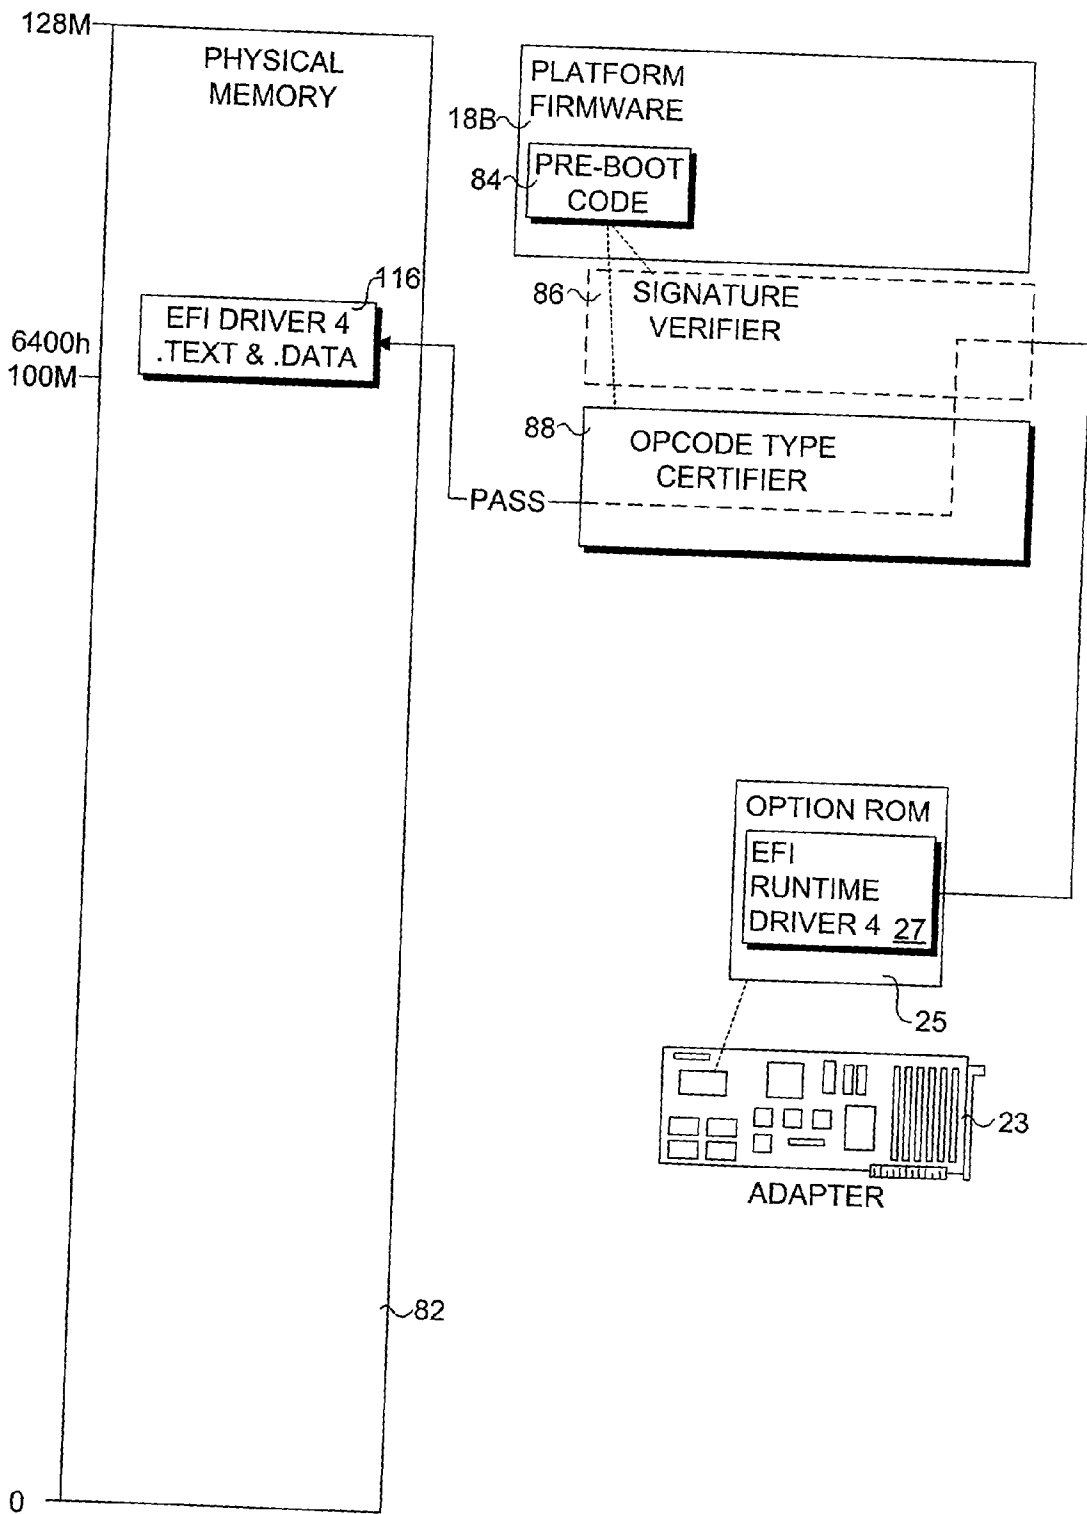 128M
PHYSICAL
MEMORY
PLATFORM
FIRMWARE
18B
84
PRE-BOOT
CODE
116
EFI DRIVER 4
.TEXT & .DATA
6400h
100M
86
SIGNATURE
VERIFIER
88
OPCODE TYPE
CERTIFIER
PASS
OPTION ROM
EFI
RUNTIME
DRIVER 4 27
25
23
ADAPTER
82
0